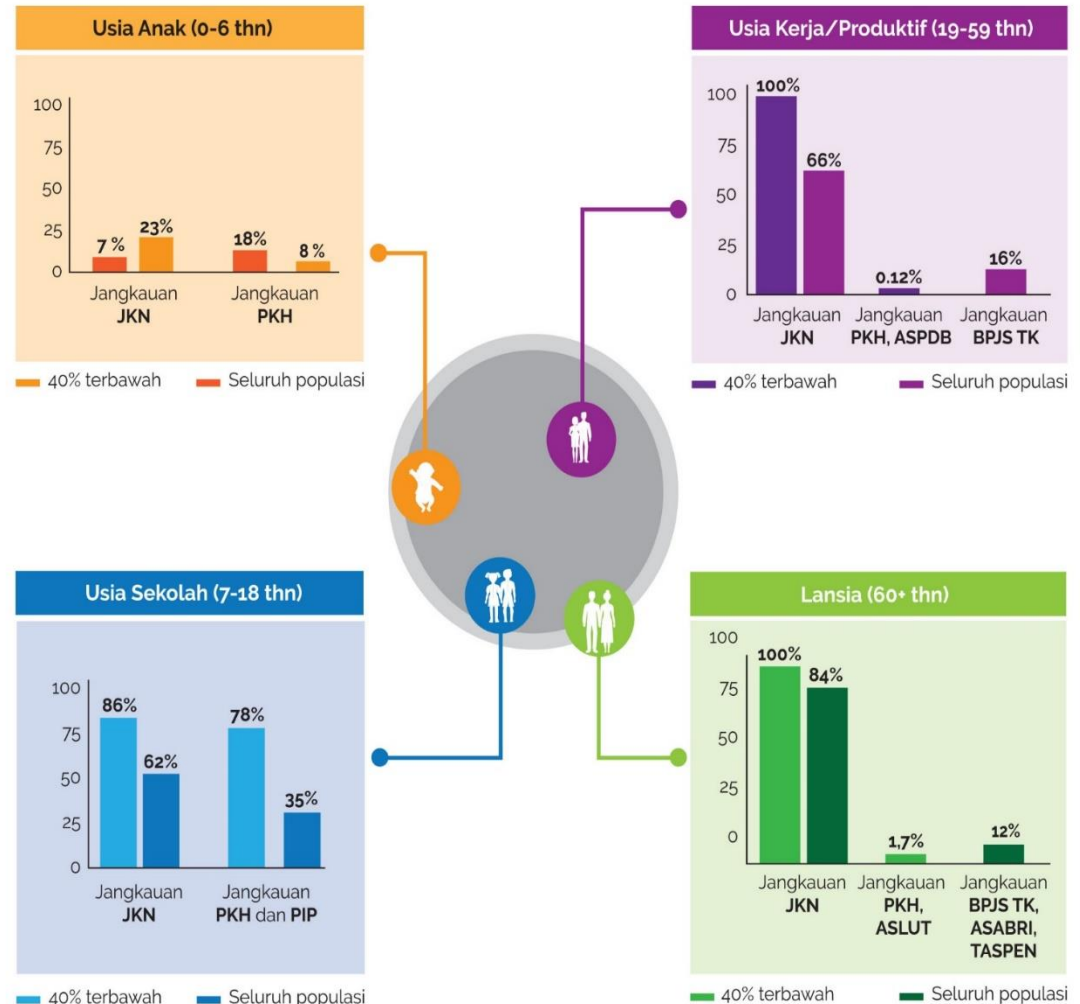 Usia Anak (0-6 thn)
100
75
50
25
0
7 %
23%
18%
8 %
Jangkauan
JKN
Jangkauan
PKH
40% terbawah
Seluruh populasi
Usia Kerja/Produktif (19-59 thn)
100
75
50
25
0
100%
66%
0.12%
16%
Jangkauan
JKN
Jangkauan
PKH, ASPDB
Jangkauan
BPJS TK
40% terbawah
Seluruh populasi
Usia Sekolah (7-18 thn)
100
75
50
25
0
86%
62%
78%
35%
Jangkauan
JKN
Jangkauan
PKH dan PIP
40% terbawah
Seluruh populasi
Lansia (60+ thn)
100
75
50
25
0
100%
84%
1,7%
12%
Jangkauan
JKN
Jangkauan
PKH,
ASLUT
Jangkauan
BPJS TK,
ASABRI,
TASPEN
40% terbawah
Seluruh populasi